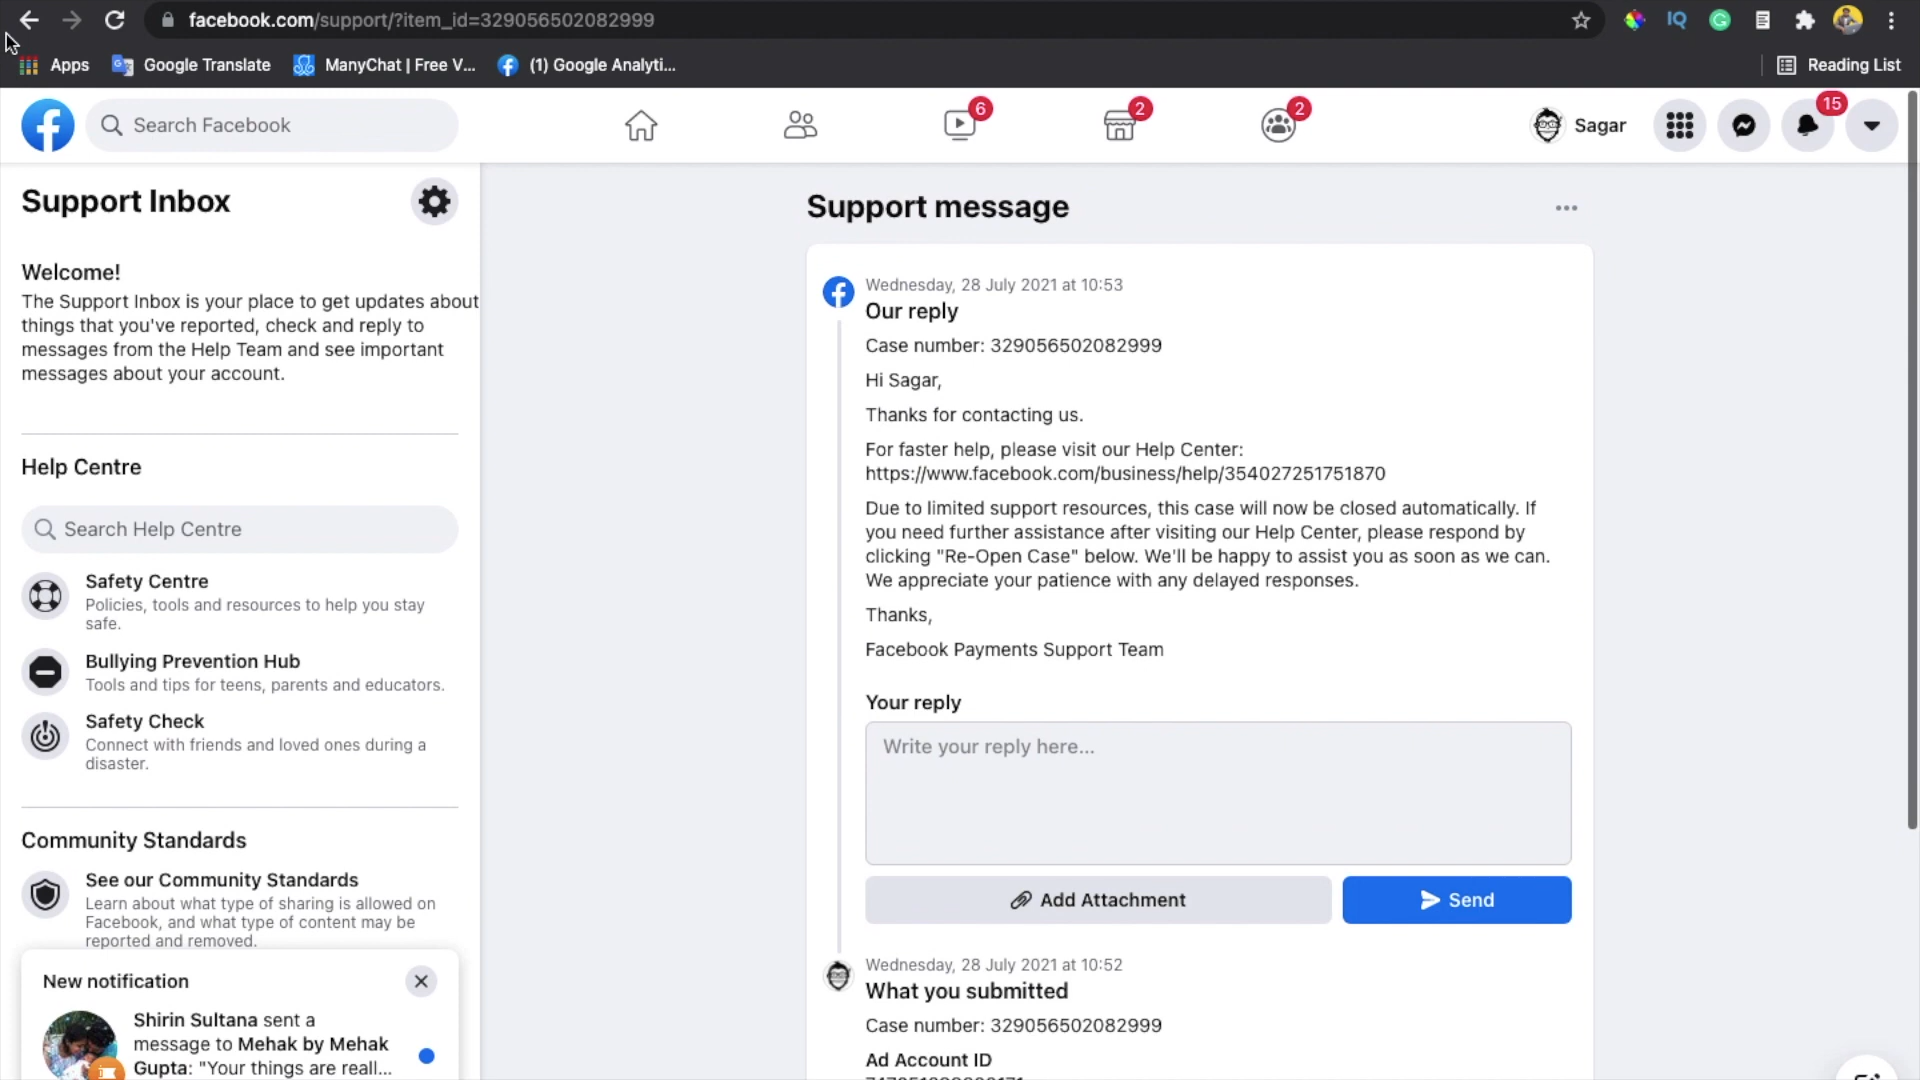 facebook.com/support/?item_id=329056502082999
Apps
Google Translate
ManyChat | Free V...
(1) Google Analyti...
Reading List
Search Facebook
6
2
2
Sagar
15
Support Inbox
Welcome!
The Support Inbox is your place to get updates about
things that you've reported, check and reply to
messages from the Help Team and see important
messages about your account.
Help Centre
Search Help Centre
Safety Centre
Policies, tools and resources to help you stay
safe.
Bullying Prevention Hub
Tools and tips for teens, parents and educators.
Safety Check
Connect with friends and loved ones during a
disaster.
Community Standards
See our Community Standards
Learn about what type of sharing is allowed on
Facebook, and what type of content may be
reported and removed.
New notification
Shirin Sultana sent a
message to Mehak by Mehak
Gupta: "Your things are reall...
Support message
Wednesday, 28 July 2021 at 10:53
Our reply
Case number: 329056502082999
Hi Sagar,
Thanks for contacting us.
For faster help, please visit our Help Center:
https://www.facebook.com/business/help/354027251751870
Due to limited support resources, this case will now be closed automatically. If
you need further assistance after visiting our Help Center, please respond by
clicking "Re-Open Case" below. We'll be happy to assist you as soon as we can.
We appreciate your patience with any delayed responses.
Thanks,
Facebook Payments Support Team
Your reply
Write your reply here...
Add Attachment
Send
Wednesday, 28 July 2021 at 10:52
What you submitted
Case number: 329056502082999
Ad Account ID